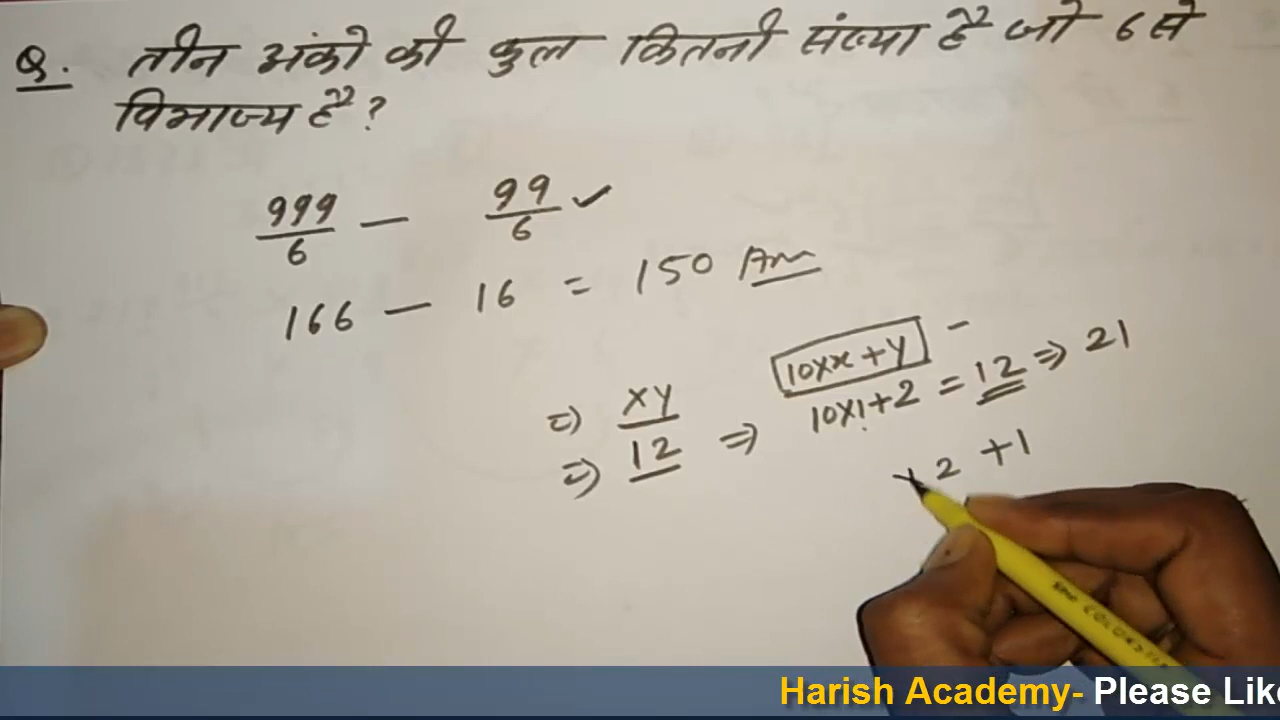 Q. तीन अंको की कुल कितनी संख्या है जो 6 से
विभाज्य है?
999/6 — 99/6 ✓
166 — 16 = 150 Ans
10×x+y —
=) xy
10×1+2 = 12 ⇒ 21
=) 12 ⇒
2 +1
Harish Academy- Please Like